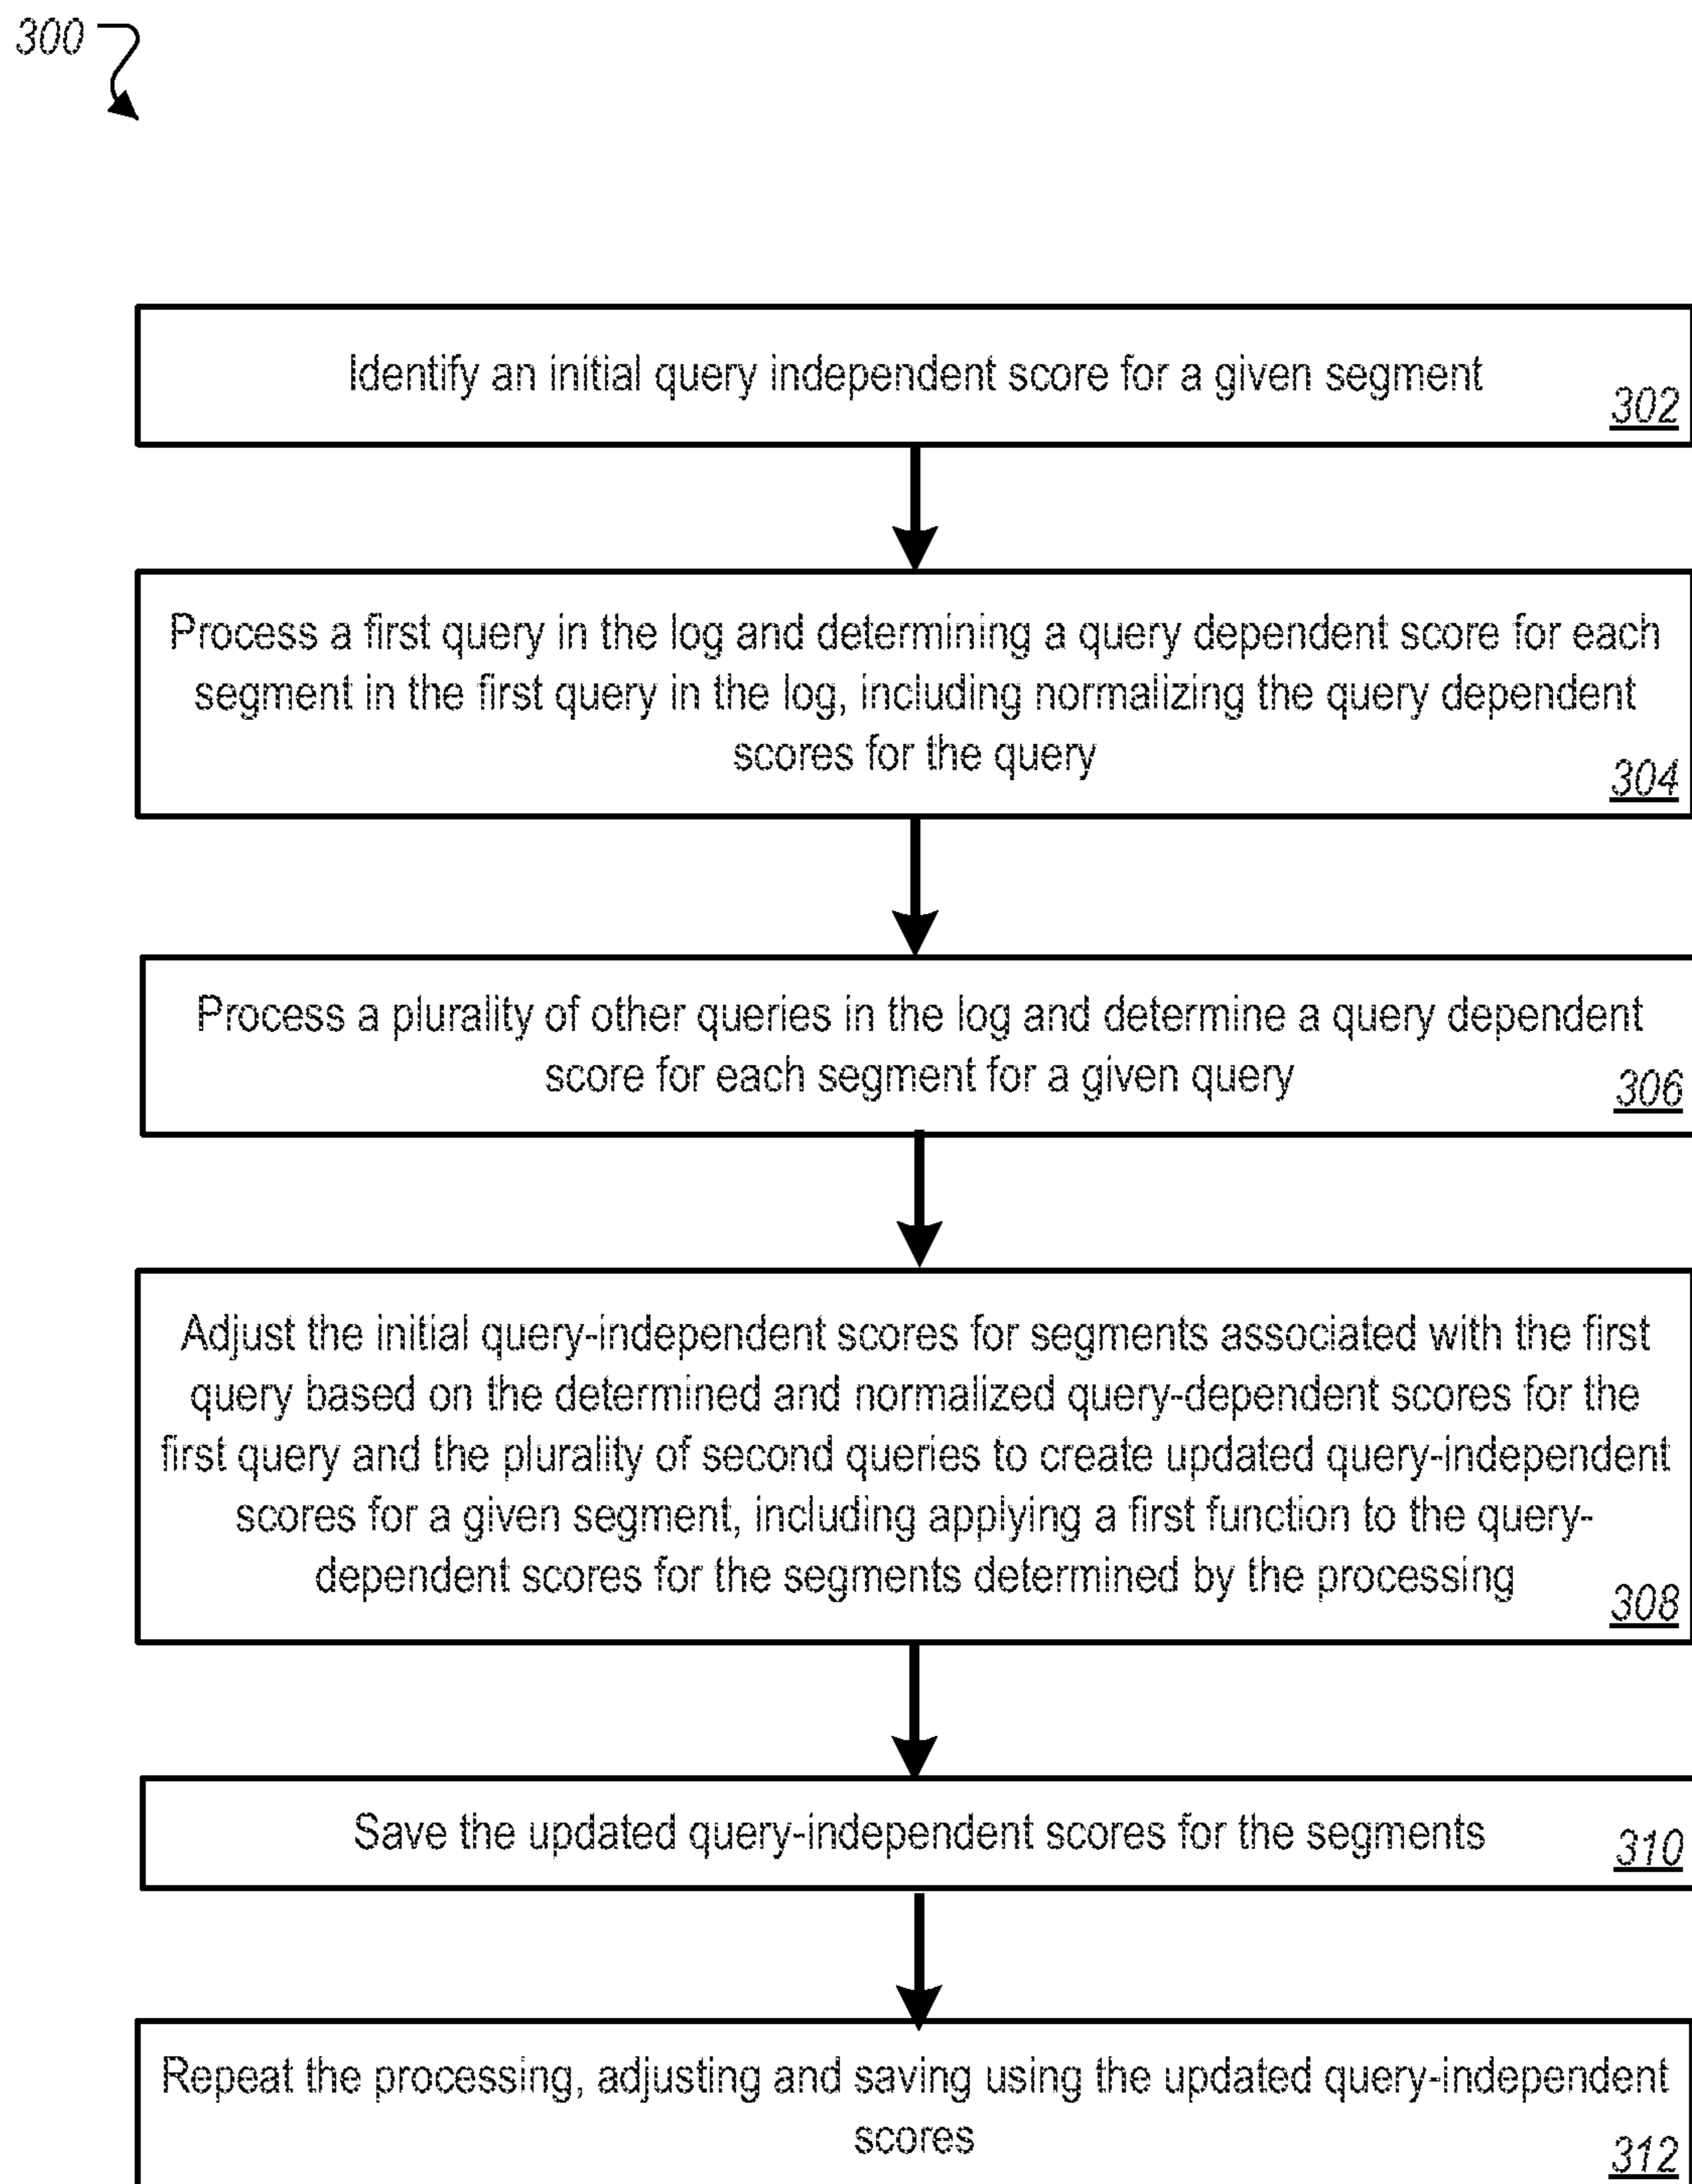 300
Identify an initial query independent score for a given segment
302
Process a first query in the log and determining a query dependent score for each
segment in the first query in the log, including normalizing the query dependent
scores for the query
304
Process a plurality of other queries in the log and determine a query dependent
score for each segment for a given query
306
Adjust the initial query-independent scores for segments associated with the first
query based on the determined and normalized query-dependent scores for the
first query and the plurality of second queries to create updated query-independent
scores for a given segment, including applying a first function to the query-
dependent scores for the segments determined by the processing
308
Save the updated query-independent scores for the segments
310
Repeat the processing, adjusting and saving using the updated query-independent
scores
312